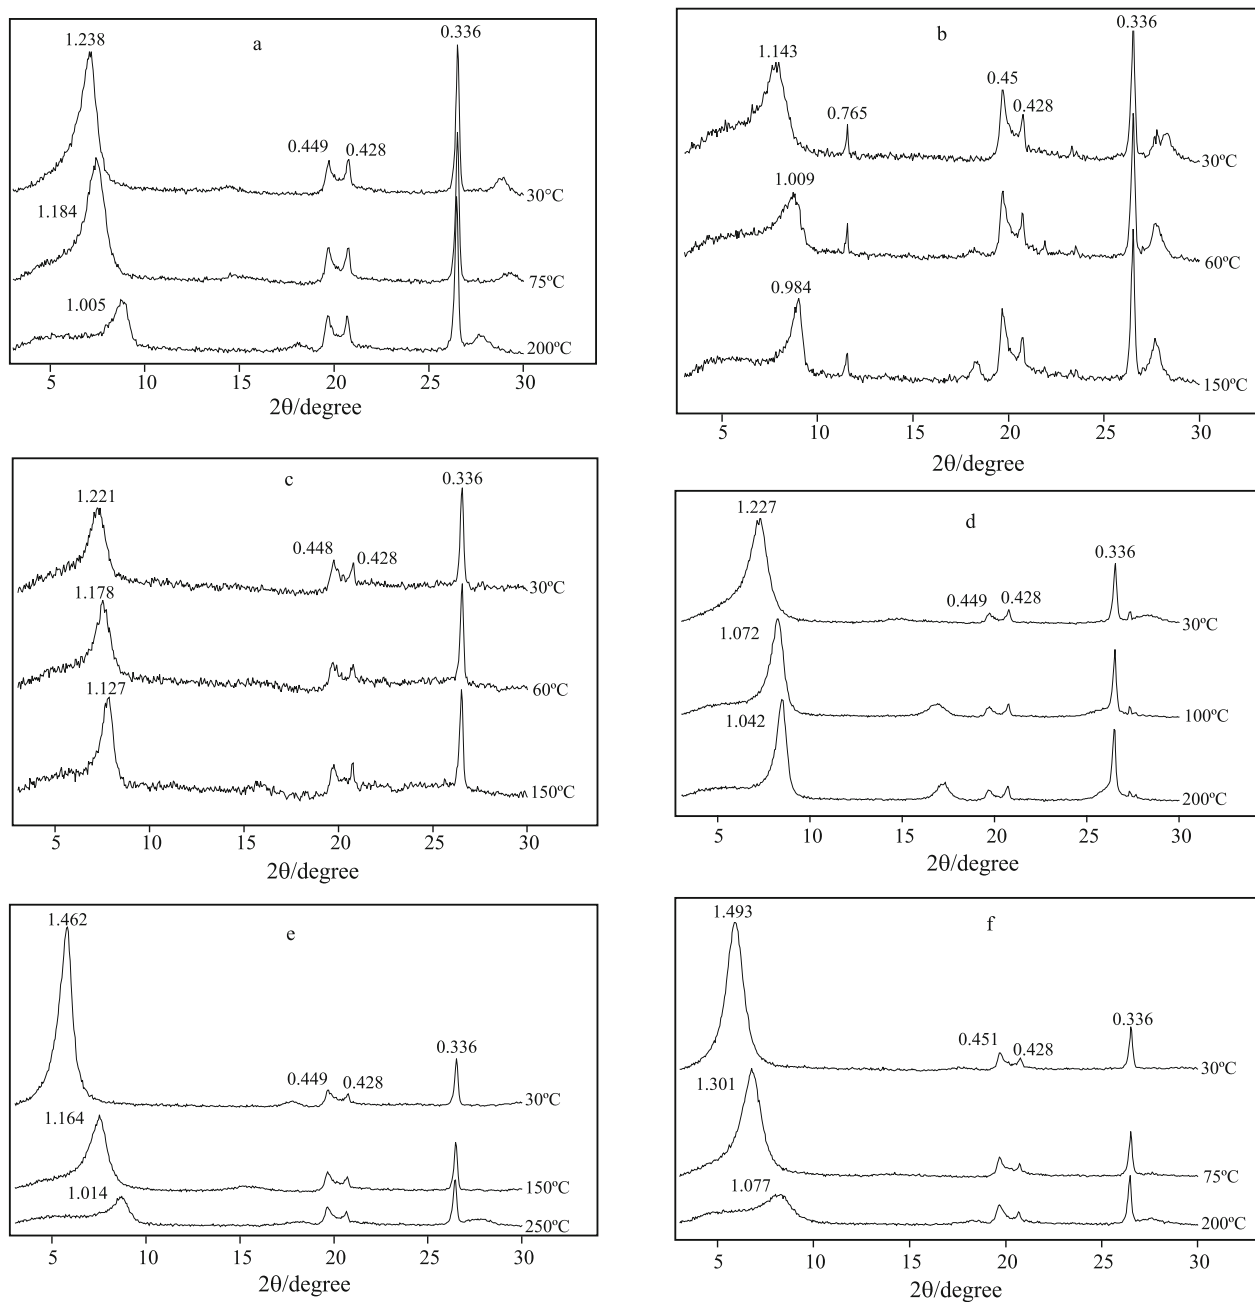 a
1.238
0.336
0.449
0.428
30°C
1.184
75ºC
1.005
200ºC
5 10 15 20 25 30
2θ/degree
b
0.336
1.143
0.45
0.428
0.765
30ºC
1.009
60ºC
0.984
150ºC
5 10 15 20 25 30
2θ/degree
c
0.336
1.221
0.448
0.428
30ºC
1.178
60ºC
1.127
150ºC
5 10 15 20 25 30
2θ/degree
1.227
d
0.336
0.449
0.428
30ºC
1.072
100ºC
1.042
200ºC
5 10 15 20 25 30
2θ/degree
1.462
e
0.336
0.449
0.428
30ºC
1.164
150ºC
1.014
250ºC
5 10 15 20 25 30
2θ/degree
1.493
f
0.336
0.451
0.428
30ºC
1.301
75ºC
1.077
200ºC
5 10 15 20 25 30
2θ/degree